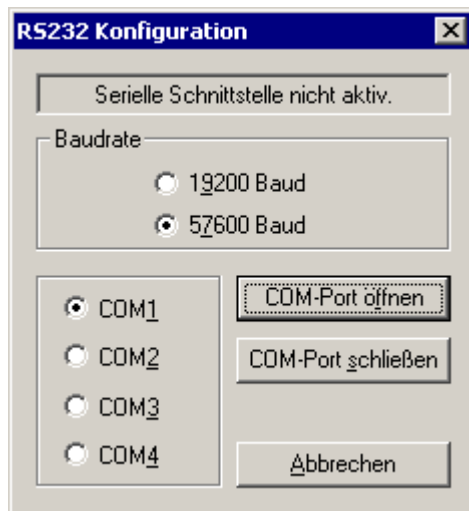 RS232 Konfiguration
Serielle Schnittstelle nicht aktiv.
Baudrate
19200 Baud
57600 Baud
COM1
COM2
COM3
COM4
COM-Port öffnen
COM-Port schließen
Abbrechen